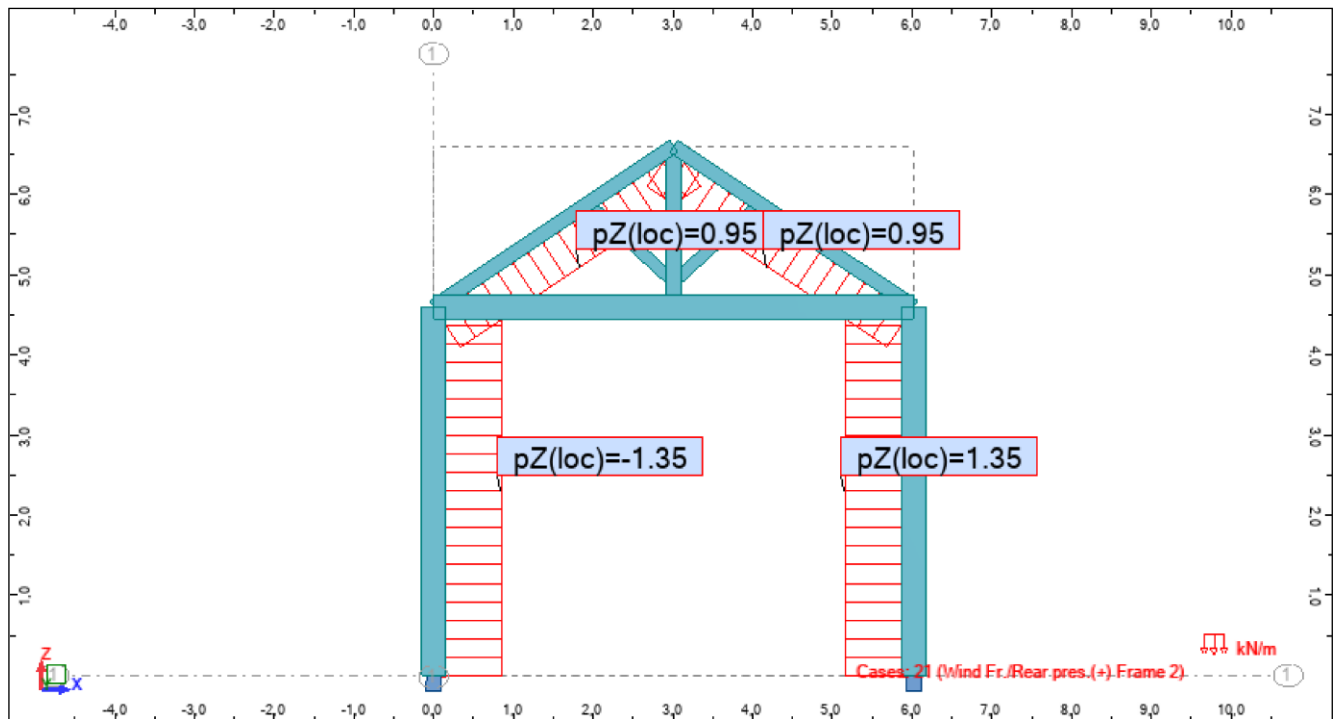 -4,0 -3,0 -2,0 -1,0 0,0 1,0 2,0 3,0 4,0 5,0 6,0 7,0 8,0 9,0 10,0
1
7,0 7,0
6,0 6,0
pZ(loc)=0.95 pZ(loc)=0.95
5,0 5,0
4,0 4,0
3,0 3,0
pZ(loc)=-1.35 pZ(loc)=1.35
2,0 2,0
1,0 1,0
kN/m
Z
X
Cases: 21 (Wind Fr./Rear pres.(+) Frame 2)
1
-4,0 -3,0 -2,0 -1,0 0,0 1,0 2,0 3,0 4,0 5,0 6,0 7,0 8,0 9,0 10,0